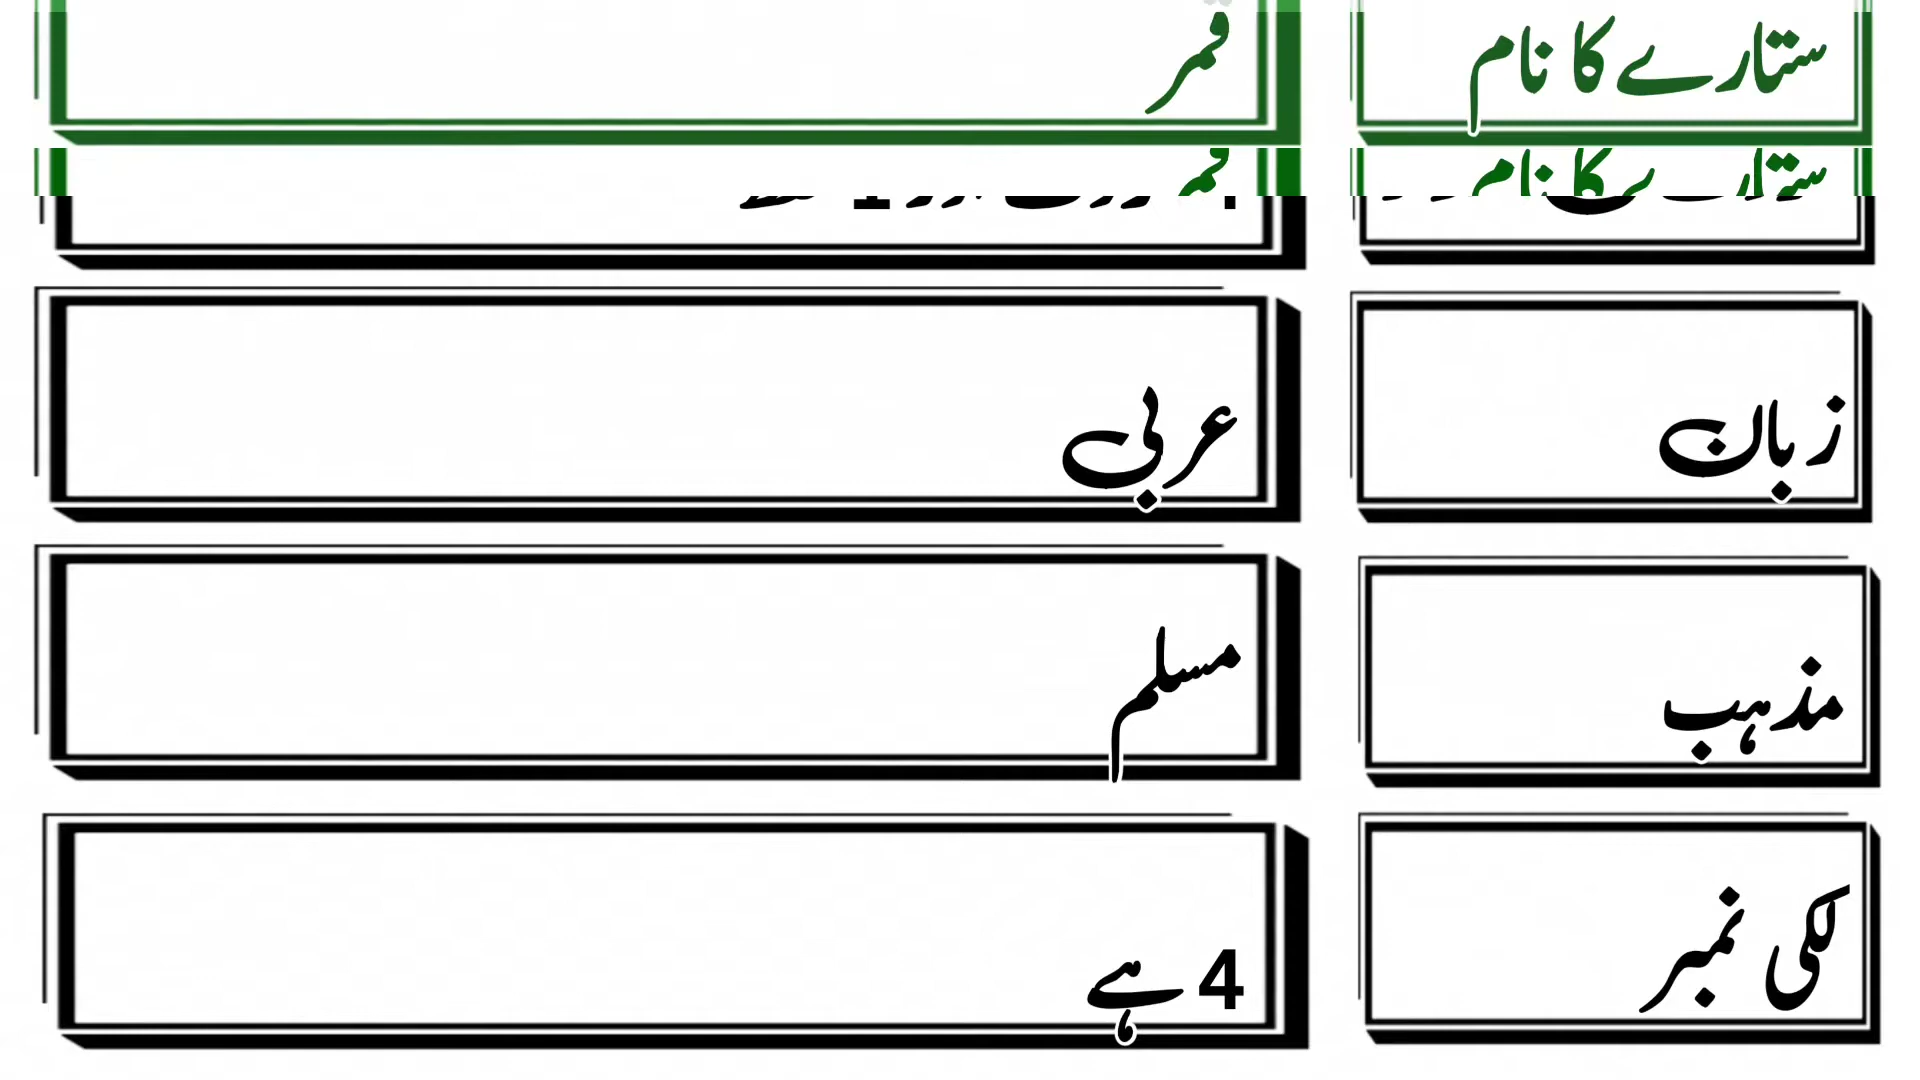 ستارے کا نام
قمر
زبان
عربی
مذہب
مسلم
لکی نمبر
4 ہے